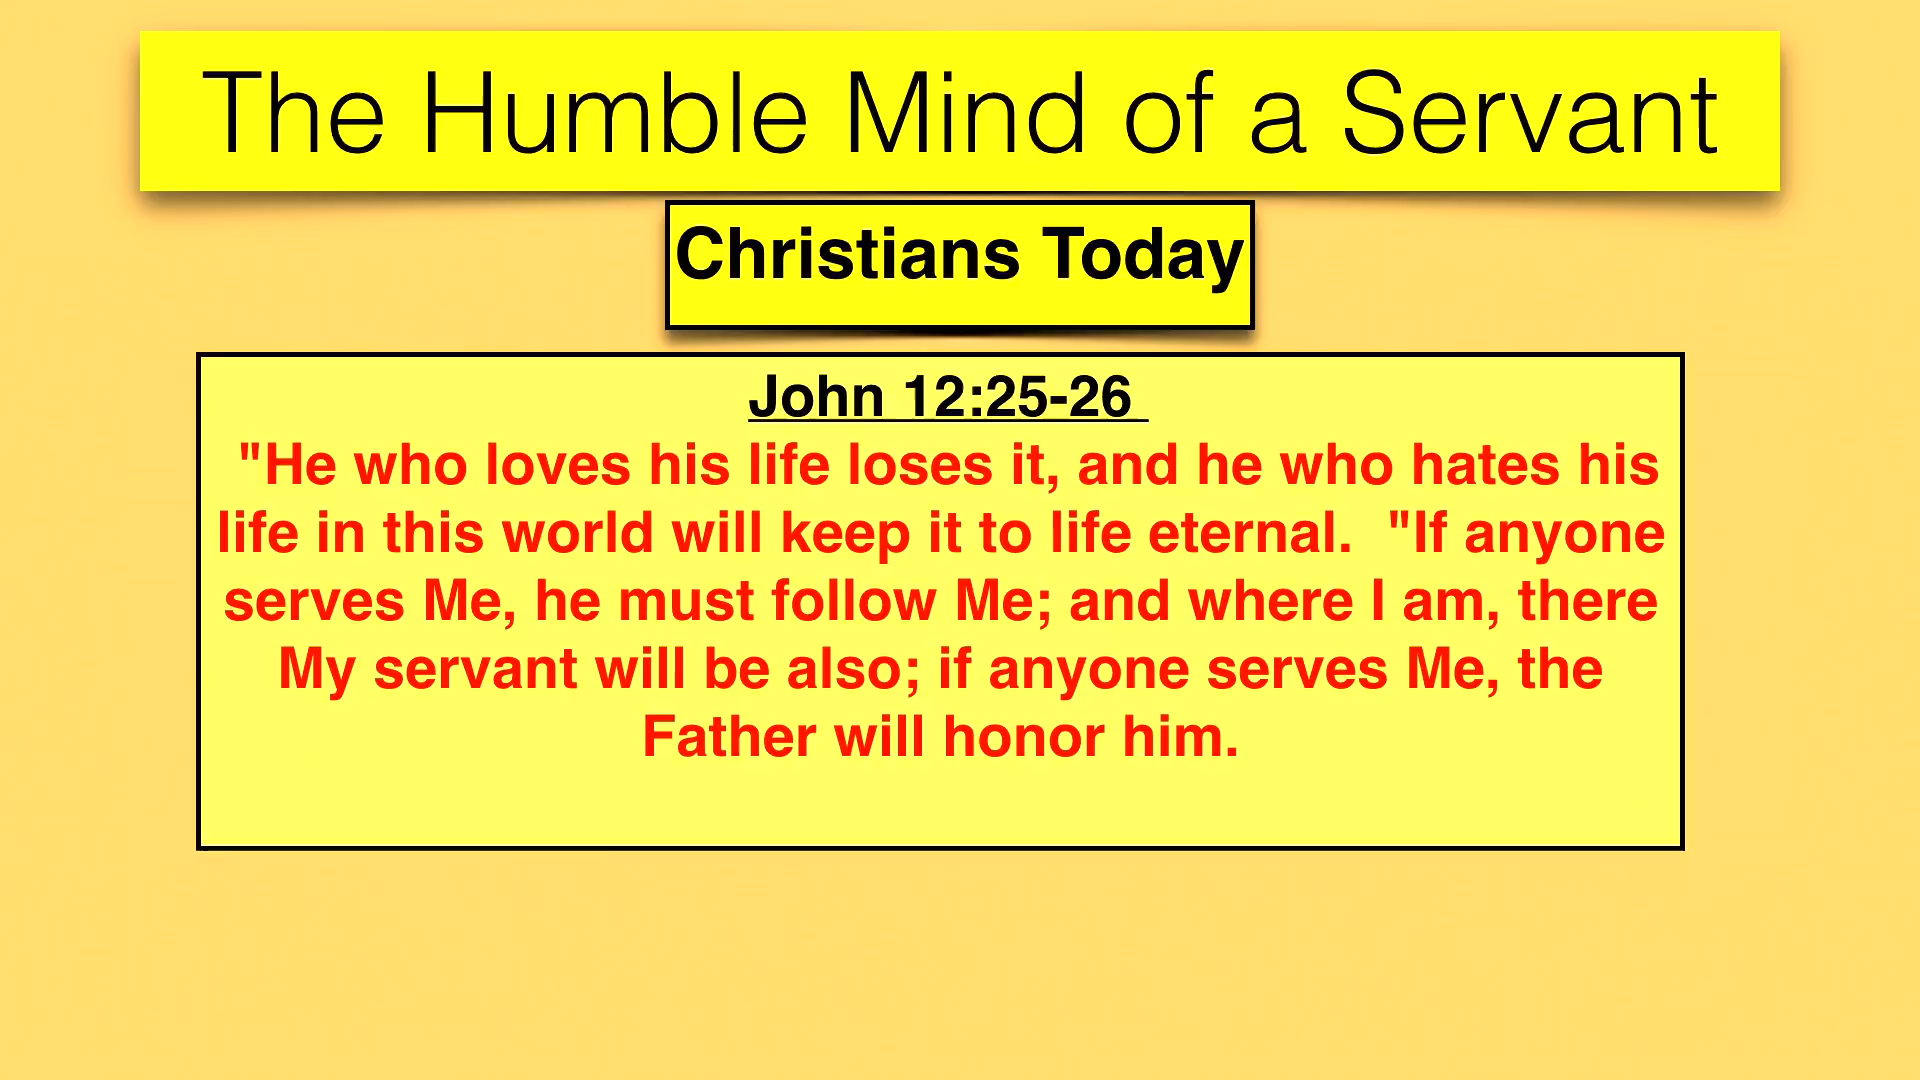 The Humble Mind of a Servant
Christians Today
John 12:25-26
"He who loves his life loses it, and he who hates his
life in this world will keep it to life eternal.  "If anyone
serves Me, he must follow Me; and where I am, there
My servant will be also; if anyone serves Me, the
Father will honor him.